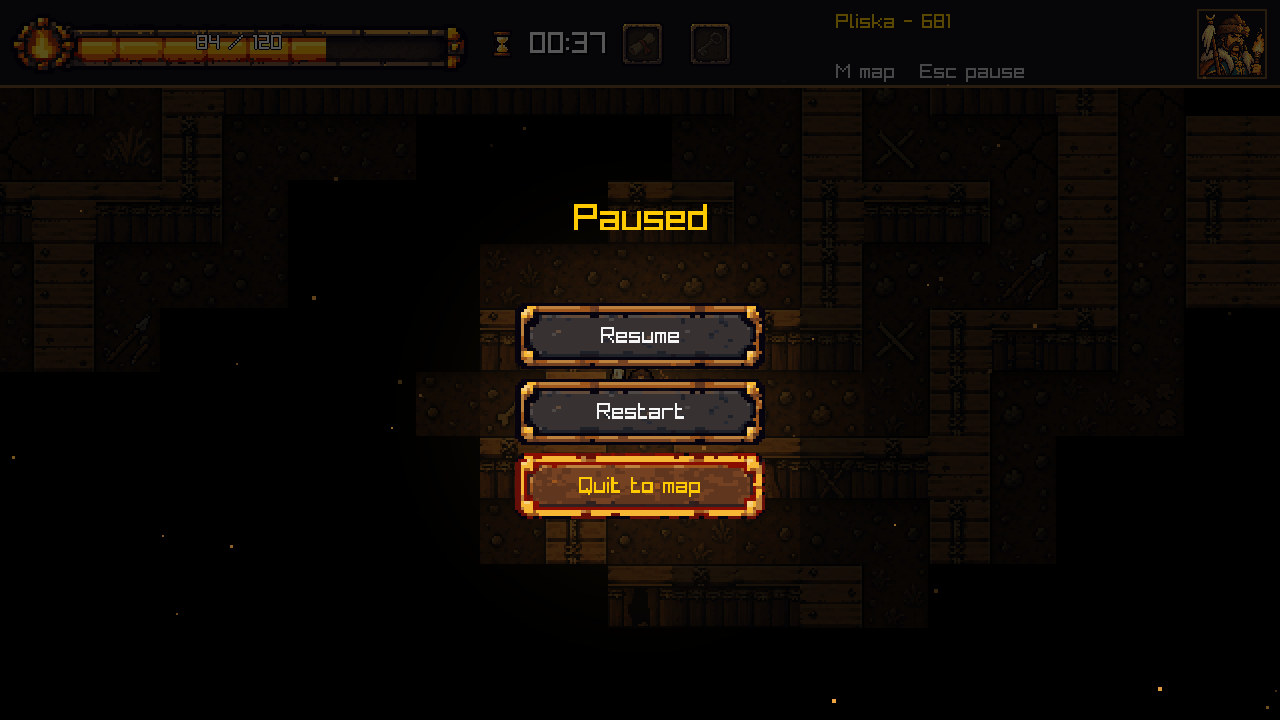 84 / 120
00:37
Pliska - 681
M map Esc pause
Paused
Resume
Restart
Quit to map